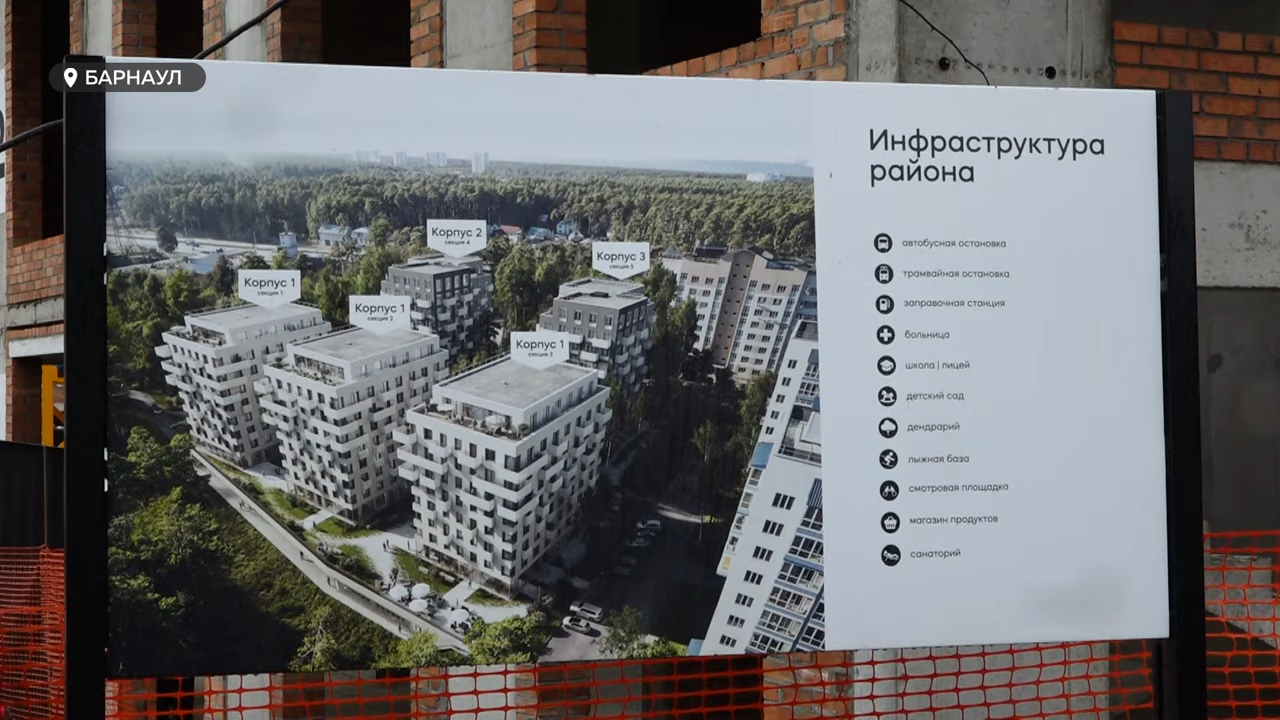 БАРНАУЛ
Инфраструктура
района
Корпус 2
секция 4
Корпус 3
секция 5
Корпус 1
секция 1
Корпус 1
секция 2
Корпус 1
секция 3
автобусная остановка
трамвайная остановка
заправочная станция
больница
школа | лицей
детский сад
дендрарий
лыжная база
смотровая площадка
магазин продуктов
санаторий